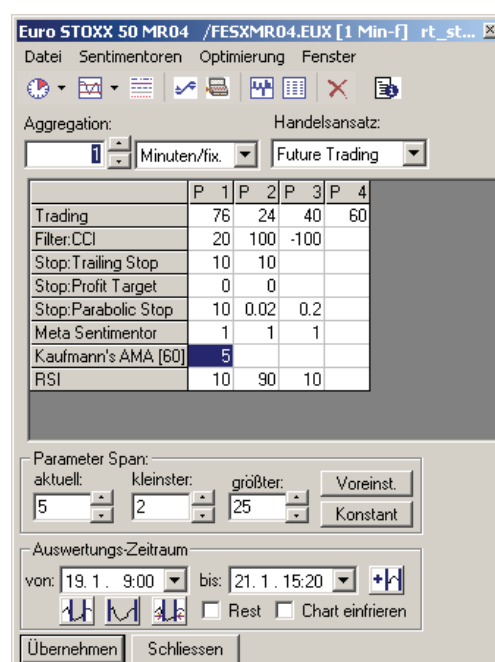 Euro STOXX 50 MR04 /FESXMR04.EUX [1 Min-f] rt_st...
Datei Sentimentoren Optimierung Fenster
Aggregation: Handelsansatz:
1 Minuten/fix. Future Trading
P 1 P 2 P 3 P 4
Trading 76 24 40 60
Filter:CCI 20 100 -100
Stop:Trailing Stop 10 10
Stop:Profit Target 0 0
Stop:Parabolic Stop 10 0.02 0.2
Meta Sentimentor 1 1 1
Kaufmann's AMA [60] 5
RSI 10 90 10
Parameter Span:
aktuell: kleinster: größter: Voreinst.
5 2 25 Konstant
Auswertungs-Zeitraum
von: 19. 1. 9:00 bis: 21. 1. 15:20
Rest Chart einfrieren
Übernehmen Schliessen